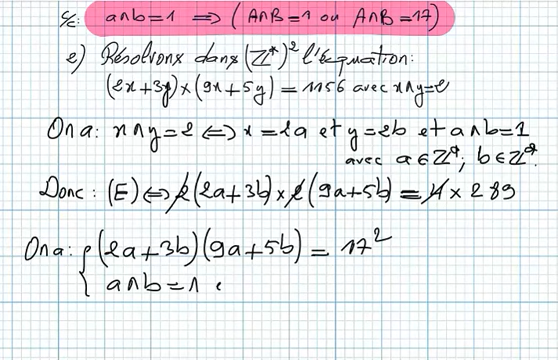 c/c: a∧b=1 ⟹ (A∧B=1 ou A∧B=17)
2) Résolvons dans (ℤ*)² l'équation:
(2x+3y)×(9x+5y)=1156 avec x∧y=2
On a: x∧y=2 ⟺ x=2a et y=2b et a∧b=1
avec a∈ℤ*; b∈ℤ*.
Donc: (E) ⟺ 2(2a+3b)×2(9a+5b)=4×289
On a: { (2a+3b)(9a+5b) = 17²
a∧b=1